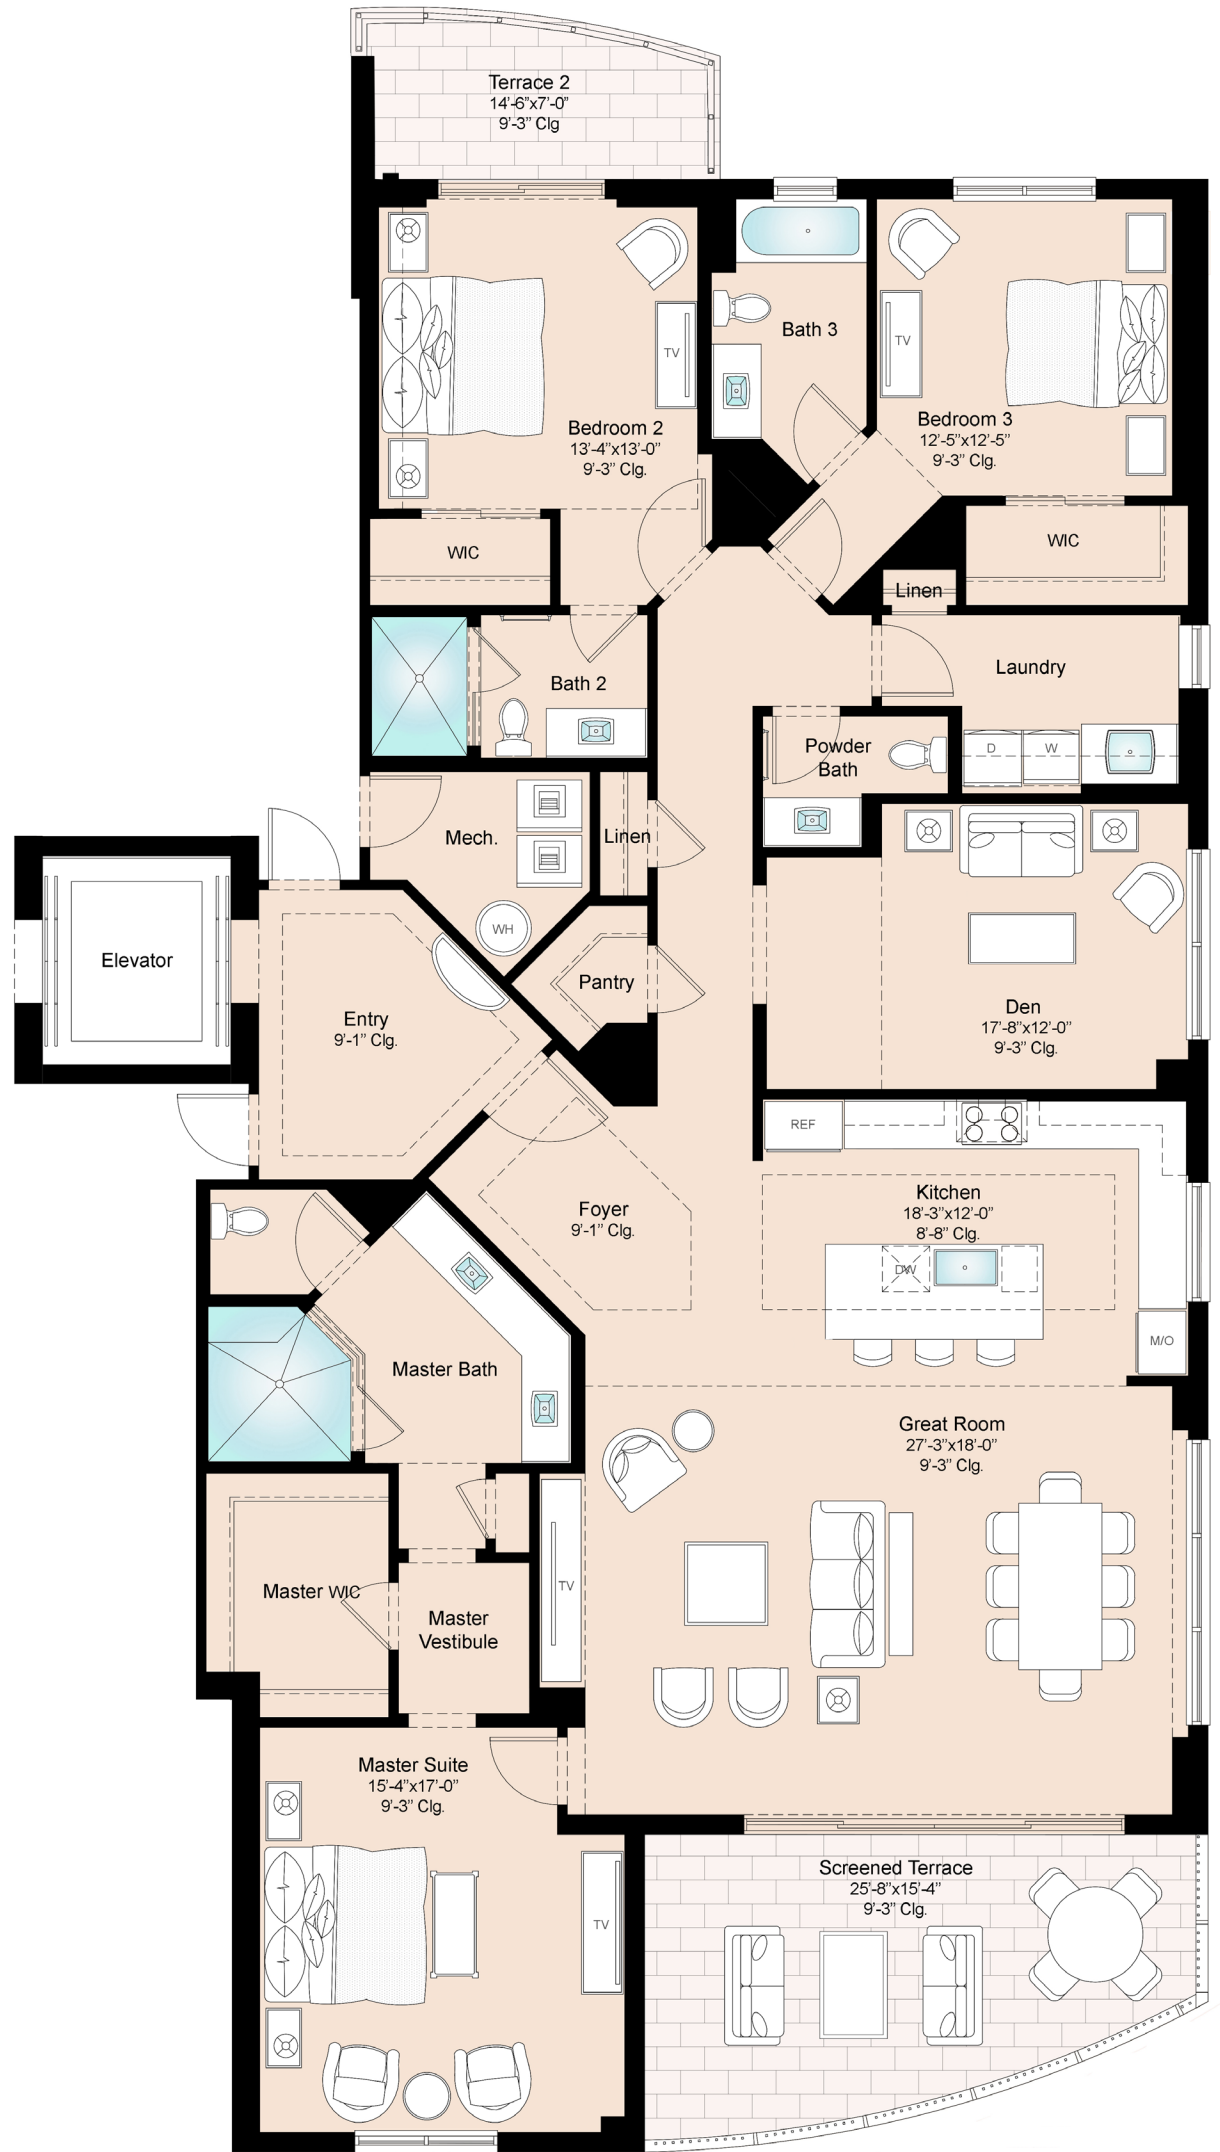 Terrace 2
14'-6"x7'-0"
9'-3" Clg
Bath 3
TV
TV
Bedroom 2
13'-4"x13'-0"
9'-3" Clg.
Bedroom 3
12'-5"x12'-5"
9'-3" Clg.
WIC
WIC
Linen
Laundry
Bath 2
Powder
Bath
D
W
Mech.
Linen
WH
Elevator
Pantry
Entry
9'-1" Clg.
Den
17'-8"x12'-0"
9'-3" Clg.
REF
Kitchen
18'-3"x12'-0"
8'-8" Clg.
Foyer
9'-1" Clg.
DW
M/O
Master Bath
Great Room
27'-3"x18'-0"
9'-3" Clg.
TV
Master WIC
Master
Vestibule
Master Suite
15'-4"x17'-0"
9'-3" Clg.
Screened Terrace
25'-8"x15'-4"
9'-3" Clg.
TV